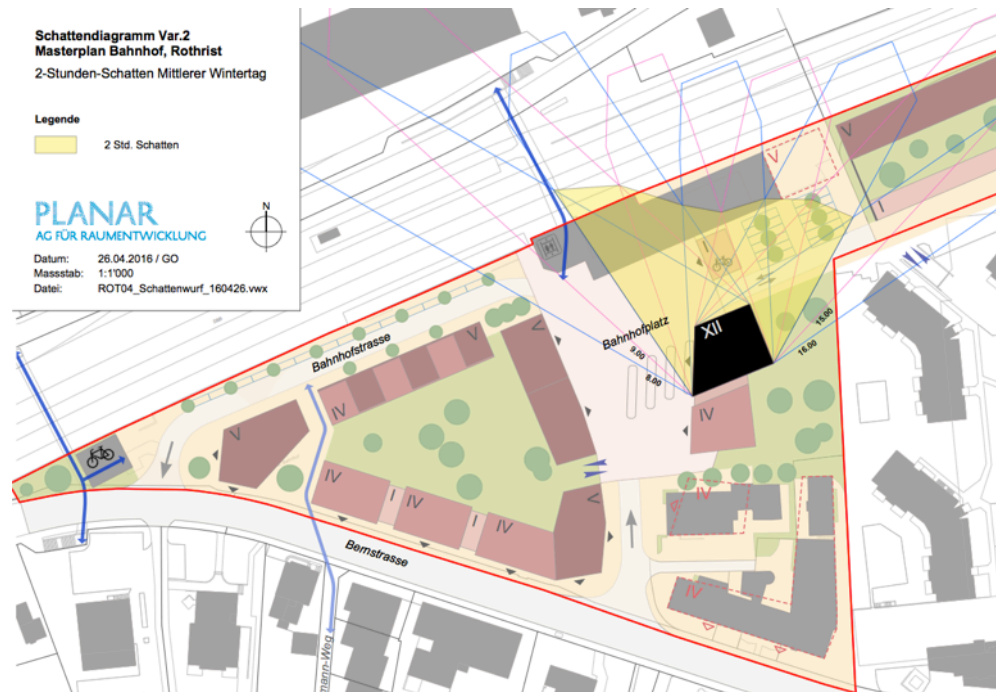 Schattendiagramm Var.2
Masterplan Bahnhof, Rothrist
2-Stunden-Schatten Mittlerer Wintertag
Legende
2 Std. Schatten
PLANAR
AG FÜR RAUMENTWICKLUNG
N
Datum: 26.04.2016 / GO
Massstab: 1:1'000
Datei: ROT04_Schattenwurf_160426.vwx
V
V
I
I
XII
Bahnhofplatz
9.00
8.00
15.00
16.00
Bahnhofstrasse
V
V
IV
IV
V
IV
I
IV
I
IV
V
IV
IV
Bernstrasse
mann-Weg